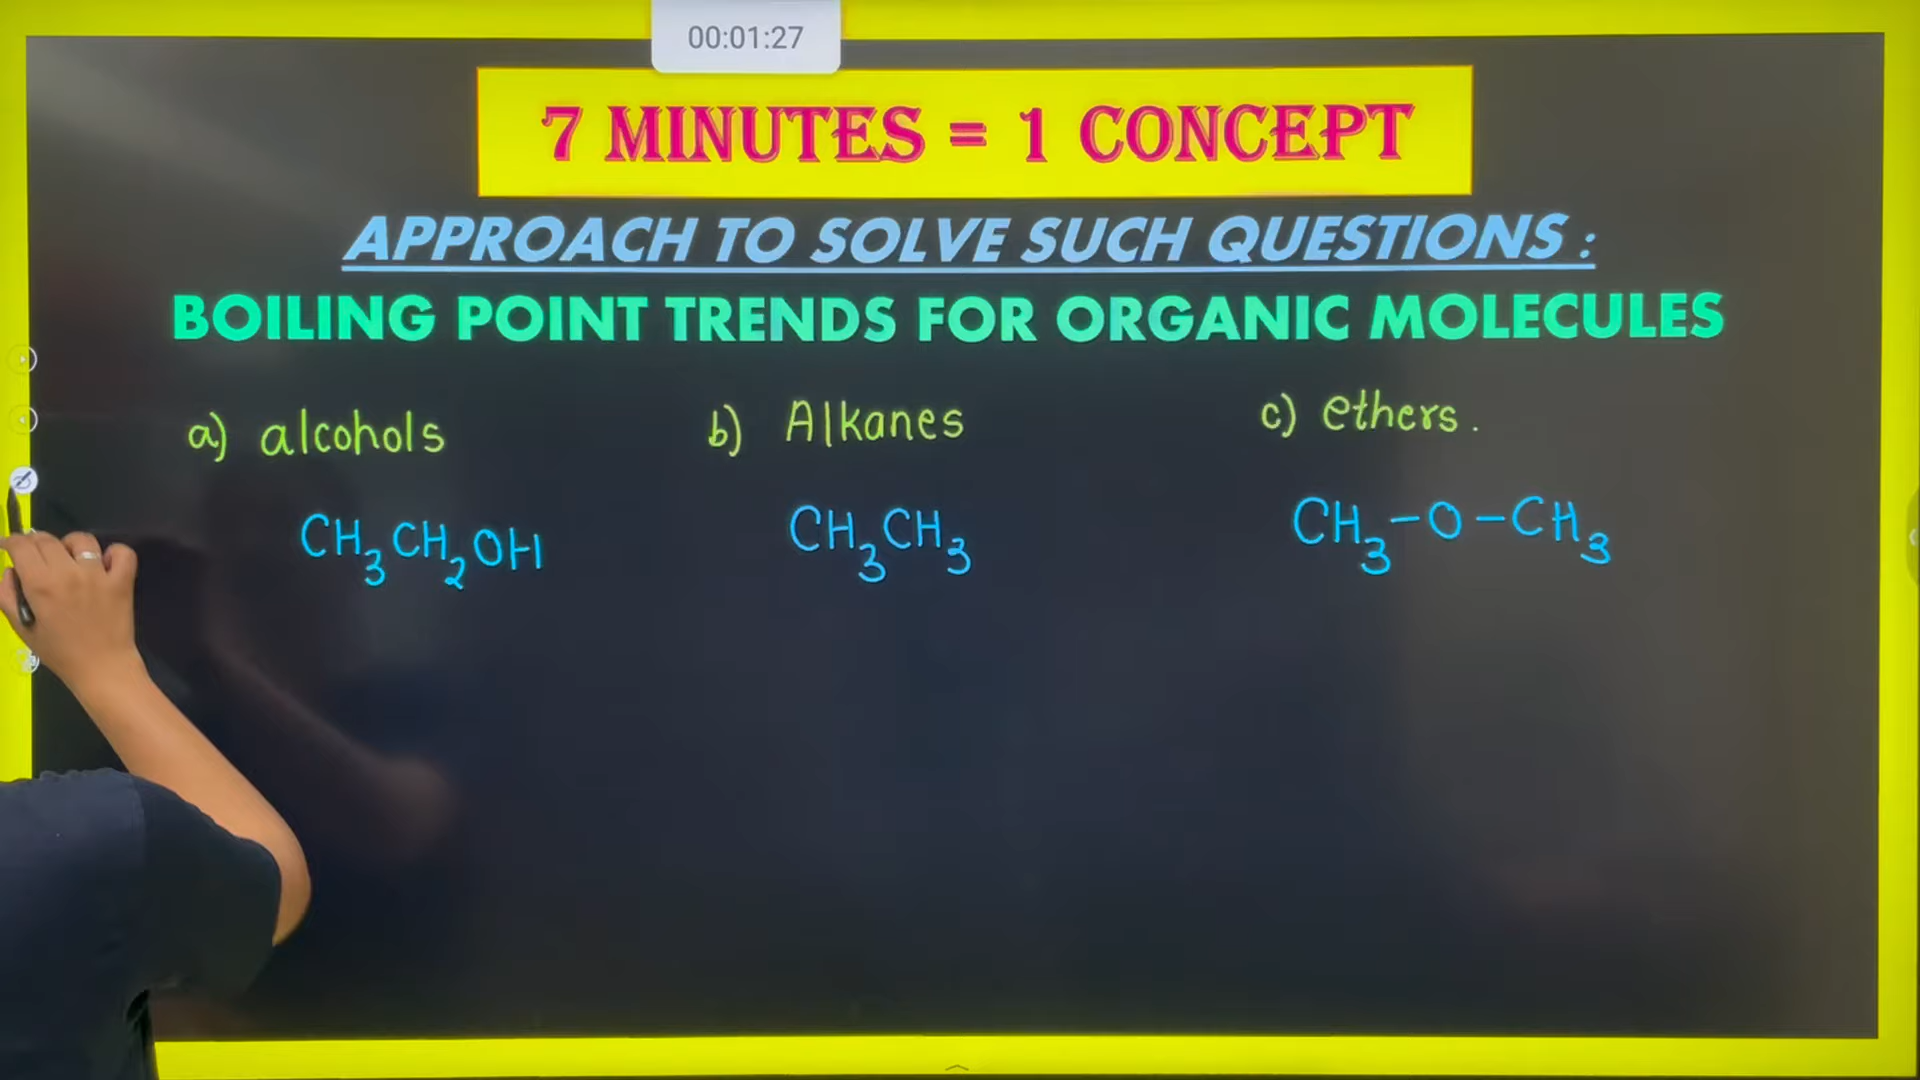 00:01:27
7 MINUTES = 1 CONCEPT
APPROACH TO SOLVE SUCH QUESTIONS :
BOILING POINT TRENDS FOR ORGANIC MOLECULES
a) alcohols b) Alkanes c) ethers.
CH₃CH₂OH CH₃CH₃ CH₃-O-CH₃